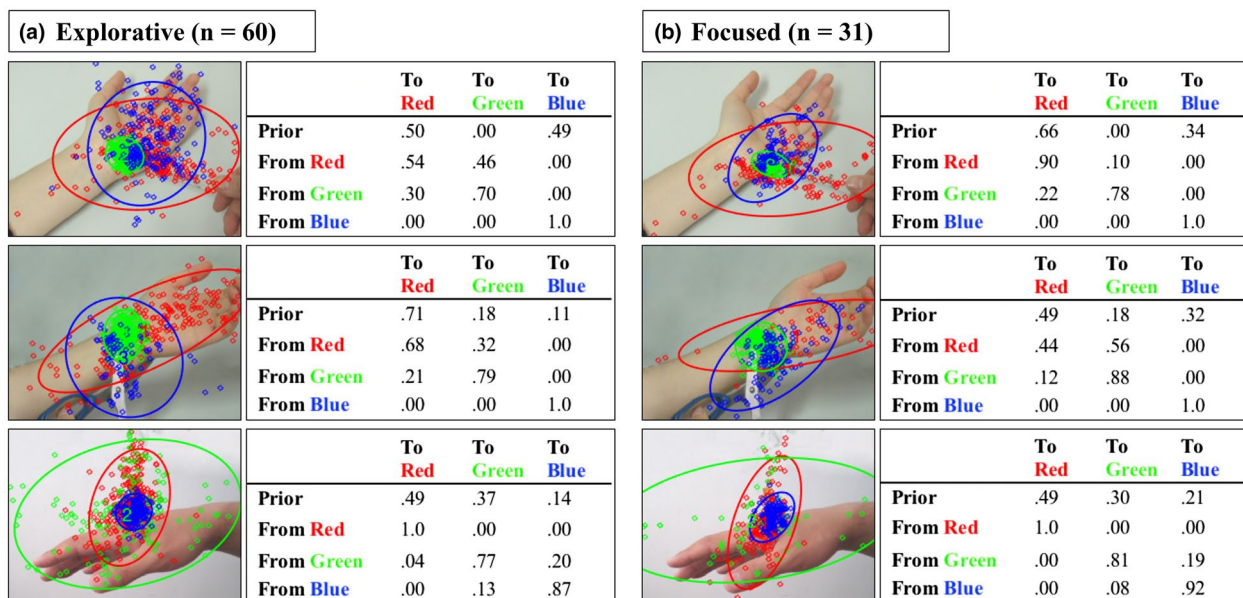 (a) Explorative (n = 60)
To To To
Red Green Blue
Prior .50 .00 .49
From Red .54 .46 .00
From Green .30 .70 .00
From Blue .00 .00 1.0
To To To
Red Green Blue
Prior .71 .18 .11
From Red .68 .32 .00
From Green .21 .79 .00
From Blue .00 .00 1.0
To To To
Red Green Blue
Prior .49 .37 .14
From Red 1.0 .00 .00
From Green .04 .77 .20
From Blue .00 .13 .87
(b) Focused (n = 31)
To To To
Red Green Blue
Prior .66 .00 .34
From Red .90 .10 .00
From Green .22 .78 .00
From Blue .00 .00 1.0
To To To
Red Green Blue
Prior .49 .18 .32
From Red .44 .56 .00
From Green .12 .88 .00
From Blue .00 .00 1.0
To To To
Red Green Blue
Prior .49 .30 .21
From Red 1.0 .00 .00
From Green .00 .81 .19
From Blue .00 .08 .92